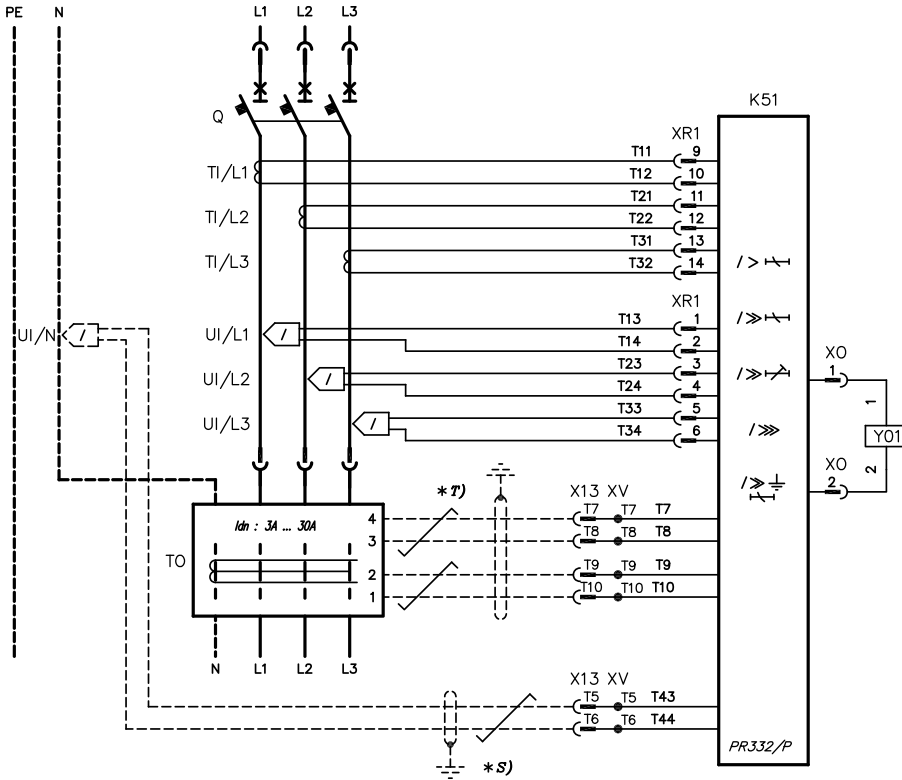 PE N L1 L2 L3
Q
K51
XR1
TI/L1 T11 9
T12 10
TI/L2 T21 11
T22 12
TI/L3 T31 13
T32 14
I >
XR1
I ≫
UI/N I UI/L1 I T13 1
T14 2
UI/L2 I T23 3
I ≫
T24 4
XO
1
1
UI/L3 I T33 5
T34 6
I ⋙
Y01
2
XO
2
I ≫
*T) X13 XV
Idn : 3A ... 30A 4 T7 T7 T7
3 T8 T8 T8
TO 2 T9 T9 T9
1 T10 T10 T10
N L1 L2 L3
X13 XV
T5 T5 T43
T6 T6 T44
PR332/P
*S)